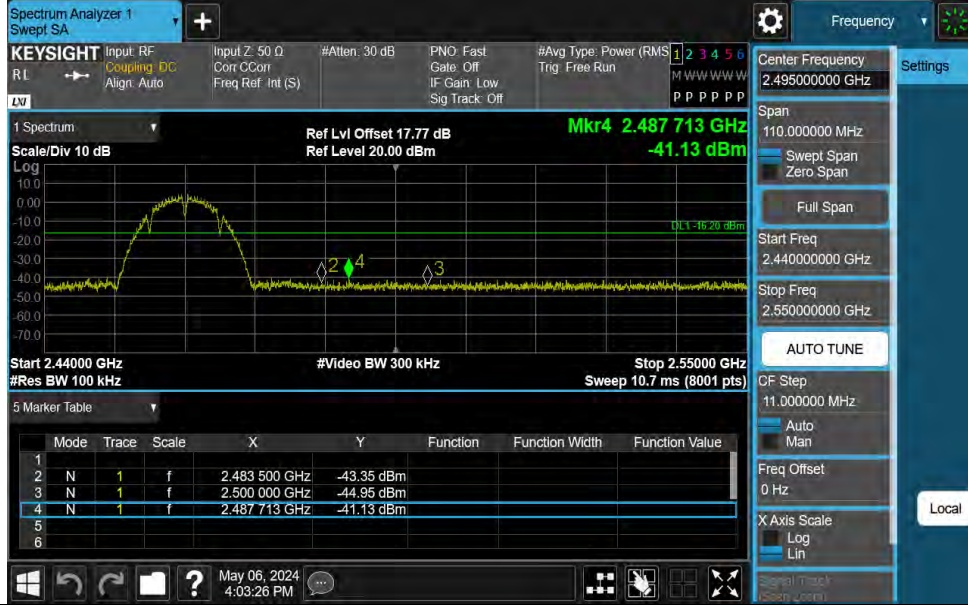 Spectrum Analyzer 1
Swept SA
+
Frequency
KEYSIGHT
RL
LXI
Input: RF
Coupling: DC
Align: Auto
Input Z: 50 Ω
Corr CCorr
Freq Ref: Int (S)
#Atten: 30 dB
PNO: Fast
Gate: Off
IF Gain: Low
Sig Track: Off
#Avg Type: Power (RMS
Trig: Free Run
1 2 3 4 5 6
M W W W W W
P P P P P P
1 Spectrum
Scale/Div 10 dB
Log
Ref Lvl Offset 17.77 dB
Ref Level 20.00 dBm
Mkr4 2.487 713 GHz
-41.13 dBm
10.0
0.00
-10.0
-20.0
-30.0
-40.0
-50.0
-60.0
-70.0
DL1 -16.20 dBm
2 4 3
Start 2.44000 GHz
#Video BW 300 kHz
Stop 2.55000 GHz
#Res BW 100 kHz
Sweep 10.7 ms (8001 pts)
5 Marker Table
Mode Trace Scale X Y Function Function Width Function Value
1
2 N 1 f 2.483 500 GHz -43.35 dBm
3 N 1 f 2.500 000 GHz -44.95 dBm
4 N 1 f 2.487 713 GHz -41.13 dBm
5
6
?
May 06, 2024
4:03:26 PM
Center Frequency
2.495000000 GHz
Settings
Span
110.000000 MHz
Swept Span
Zero Span
Full Span
Start Freq
2.440000000 GHz
Stop Freq
2.550000000 GHz
AUTO TUNE
CF Step
11.000000 MHz
Auto
Man
Freq Offset
0 Hz
X Axis Scale
Log
Lin
Local
Signal Track
(Span Zoom)